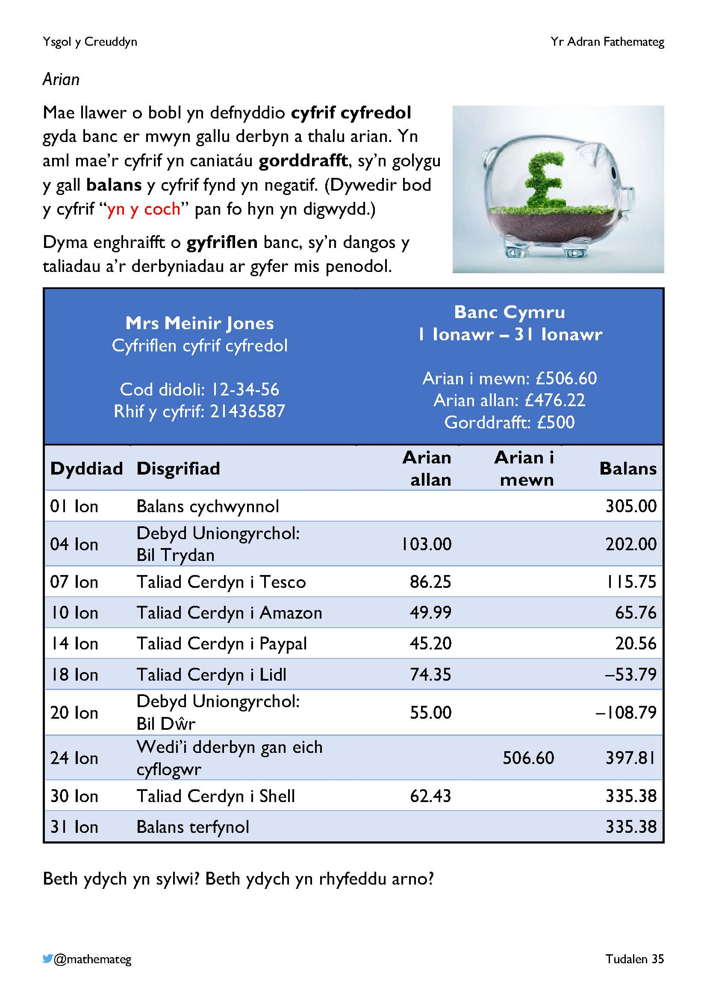 Ysgol y Creuddyn
Yr Adran Fathemateg
Arian
Mae llawer o bobl yn defnyddio cyfrif cyfredol
gyda banc er mwyn gallu derbyn a thalu arian. Yn
aml mae’r cyfrif yn caniatáu gorddrafft, sy’n golygu
y gall balans y cyfrif fynd yn negatif. (Dywedir bod
y cyfrif “yn y coch” pan fo hyn yn digwydd.)
Dyma enghraifft o gyfriflen banc, sy’n dangos y
taliadau a’r derbyniadau ar gyfer mis penodol.
£
Mrs Meinir Jones
Cyfriflen cyfrif cyfredol
Cod didoli: 12-34-56
Rhif y cyfrif: 21436587
Banc Cymru
1 Ionawr – 31 Ionawr
Arian i mewn: £506.60
Arian allan: £476.22
Gorddrafft: £500
Dyddiad Disgrifiad Arian allan Arian i mewn Balans
01 Ion Balans cychwynnol 305.00
04 Ion Debyd Uniongyrchol: Bil Trydan 103.00 202.00
07 Ion Taliad Cerdyn i Tesco 86.25 115.75
10 Ion Taliad Cerdyn i Amazon 49.99 65.76
14 Ion Taliad Cerdyn i Paypal 45.20 20.56
18 Ion Taliad Cerdyn i Lidl 74.35 –53.79
20 Ion Debyd Uniongyrchol: Bil Dŵr 55.00 –108.79
24 Ion Wedi’i dderbyn gan eich cyflogwr 506.60 397.81
30 Ion Taliad Cerdyn i Shell 62.43 335.38
31 Ion Balans terfynol 335.38
Beth ydych yn sylwi? Beth ydych yn rhyfeddu arno?
@mathemateg
Tudalen 35